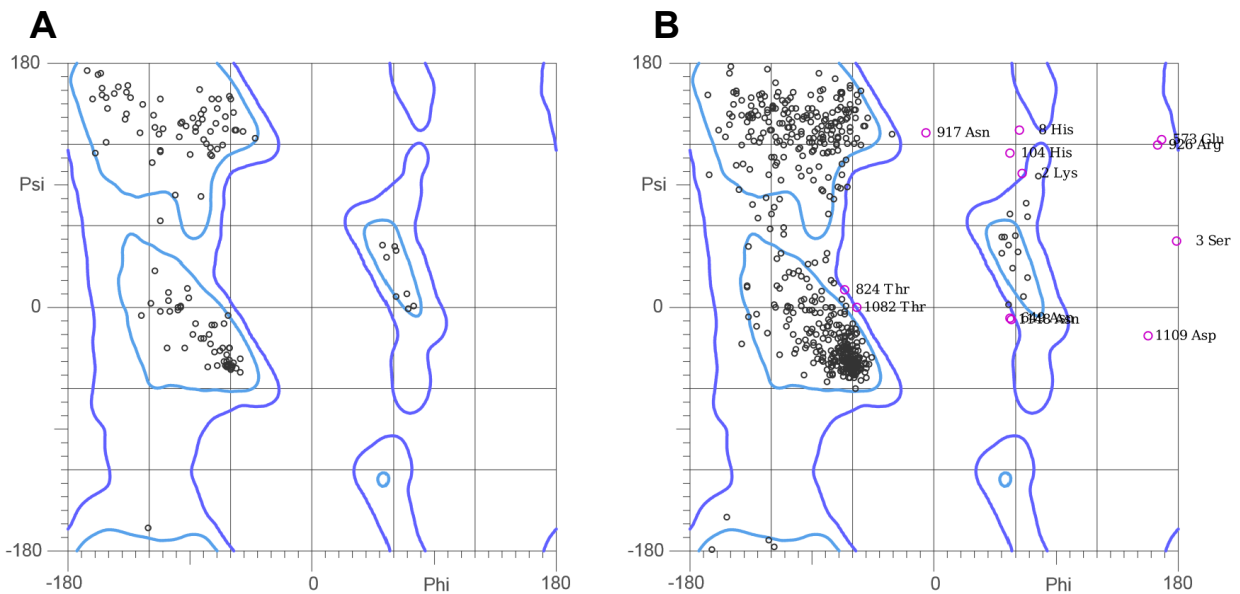 A
B
180
180
917 Asn
8 His
573 Glu
926 Arg
104 His
2 Lys
Psi
Psi
3 Ser
824 Thr
0
0
1082 Thr
Asn
1109 Asp
-180
-180
-180
0
Phi
180
-180
0
Phi
180